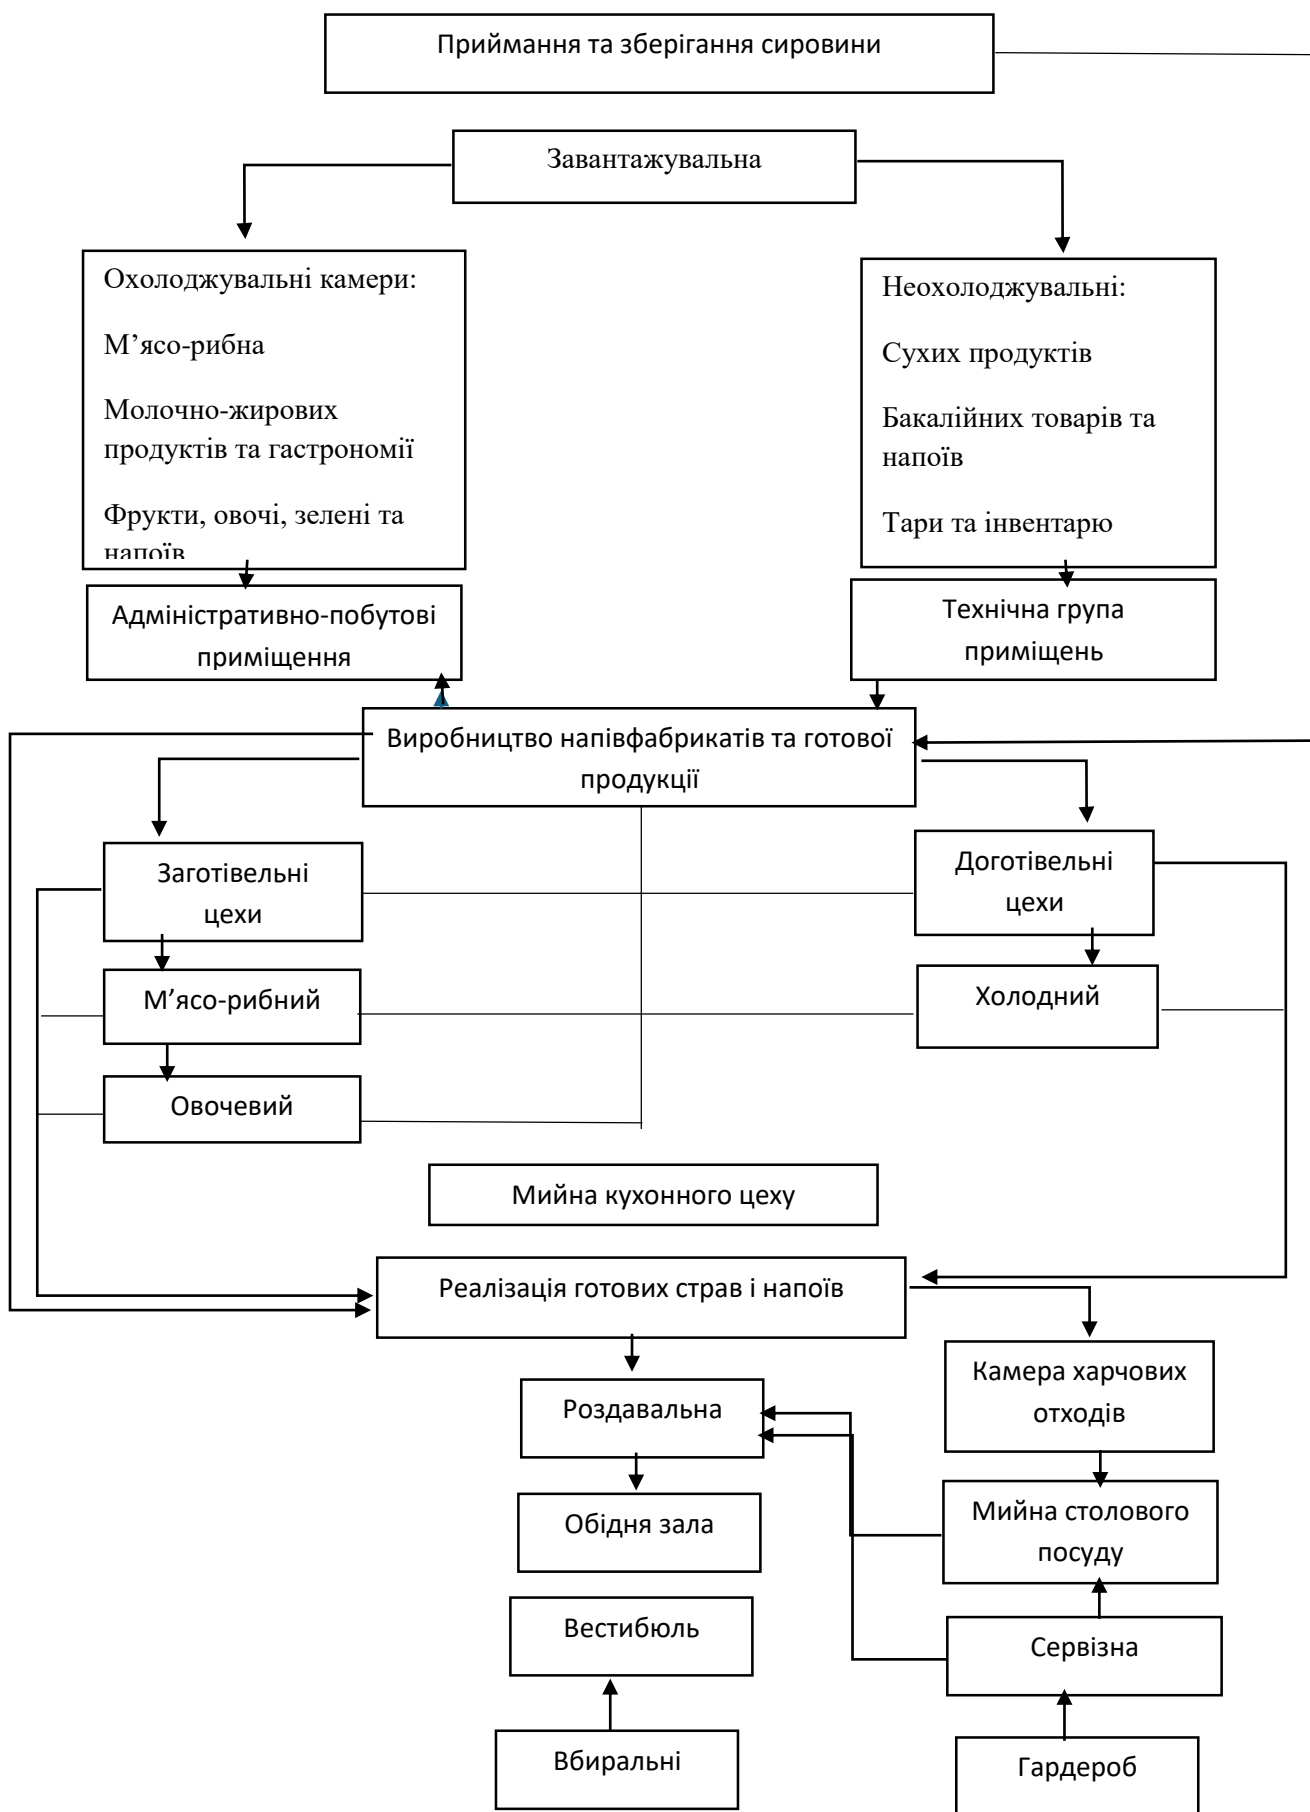 Приймання та зберігання сировини
Завантажувальна
Охолоджувальні камери:
М’ясо-рибна
Молочно-жирових
продуктів та гастрономії
Фрукти, овочі, зелені та
напоїв
Неохолоджувальні:
Сухих продуктів
Бакалійних товарів та
напоїв
Тари та інвентарю
Адміністративно-побутові
приміщення
Технічна група
приміщень
Виробництво напівфабрикатів та готової
продукції
Заготівельні
цехи
Доготівельні
цехи
М’ясо-рибний
Холодний
Овочевий
Мийна кухонного цеху
Реалізація готових страв і напоїв
Роздавальна
Камера харчових
отходів
Обідня зала
Мийна столового
посуду
Вестибюль
Сервізна
Вбиральні
Гардероб